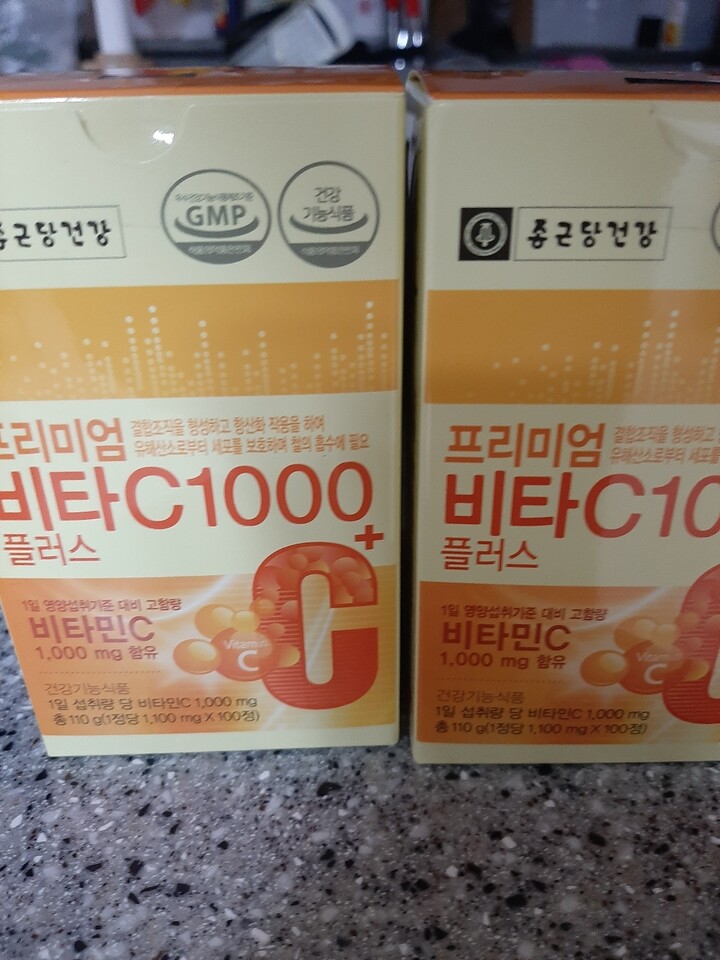 종근당건강
GMP
건강
기능식품
프리미엄
결합조직을 형성하고 항산화 작용을 하여
유해산소로부터 세포를 보호하며 철의 흡수에 필요
비타C1000
플러스
C+
1일 영양섭취기준 대비 고함량
비타민C
1,000 mg 함유
Vitamin
C
건강기능식품
1일 섭취량 당 비타민C 1,000 mg
총 110 g(1정당 1,100 mg X 100정)
종근당건강
프리미엄
결합조직을 형성하고
유해산소로부터 세포를
비타C10
플러스
1일 영양섭취기준 대비 고함량
비타민C
1,000 mg 함유
Vitamin
C
건강기능식품
1일 섭취량 당 비타민C 1,000 mg
총 110 g(1정당 1,100 mg X 100정)